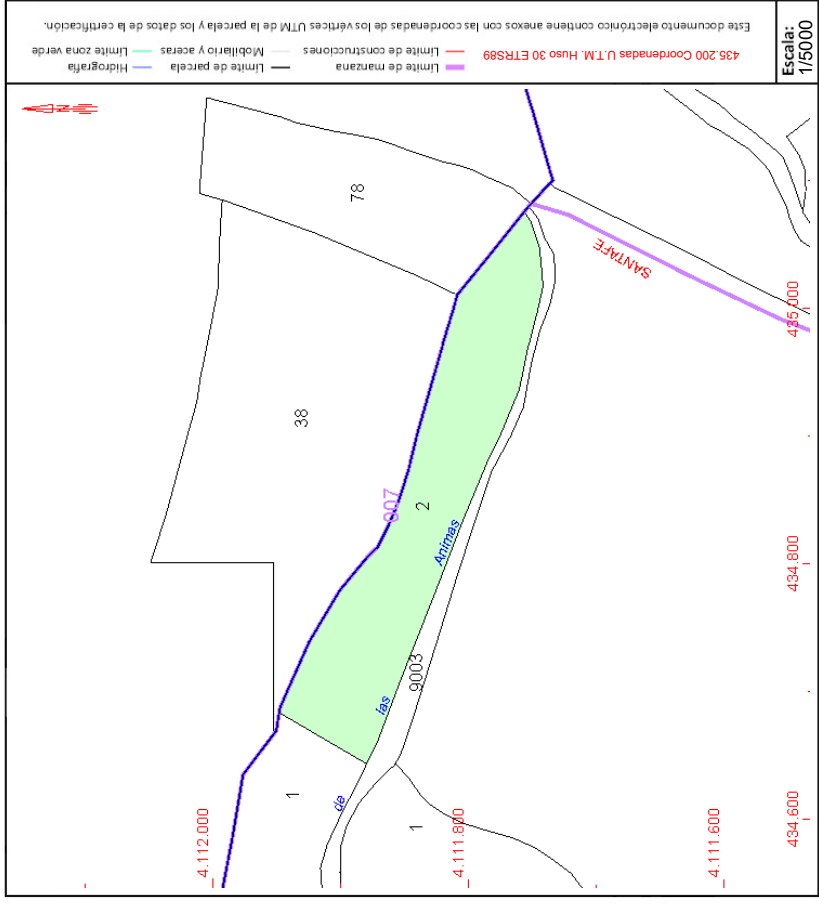 Escala:
1/5000
435.200 Coordenadas U.T.M. Huso 30 ETRS89
Límite de manzana
Límite de parcela
Hidrografía
Límite de construcciones
Mobiliario y aceras
Límite zona verde
Este documento electrónico contiene anexos con las coordenadas de los vértices UTM de la parcela y los datos de la certificación.
78
38
SANTAFE
435.000
007
2
Animas
434.800
9003
las
1
de
1
4.112.000
4.111.800
4.111.600
434.600